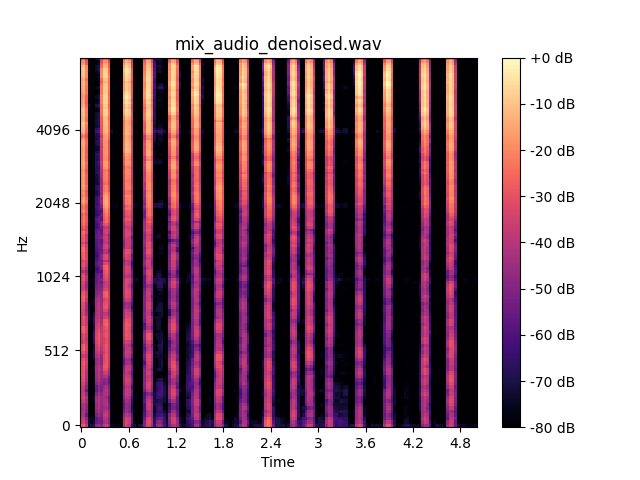 mix_audio_denoised.wav
Hz
4096
2048
1024
512
0
0 0.6 1.2 1.8 2.4 3 3.6 4.2 4.8
Time
+0 dB
-10 dB
-20 dB
-30 dB
-40 dB
-50 dB
-60 dB
-70 dB
-80 dB